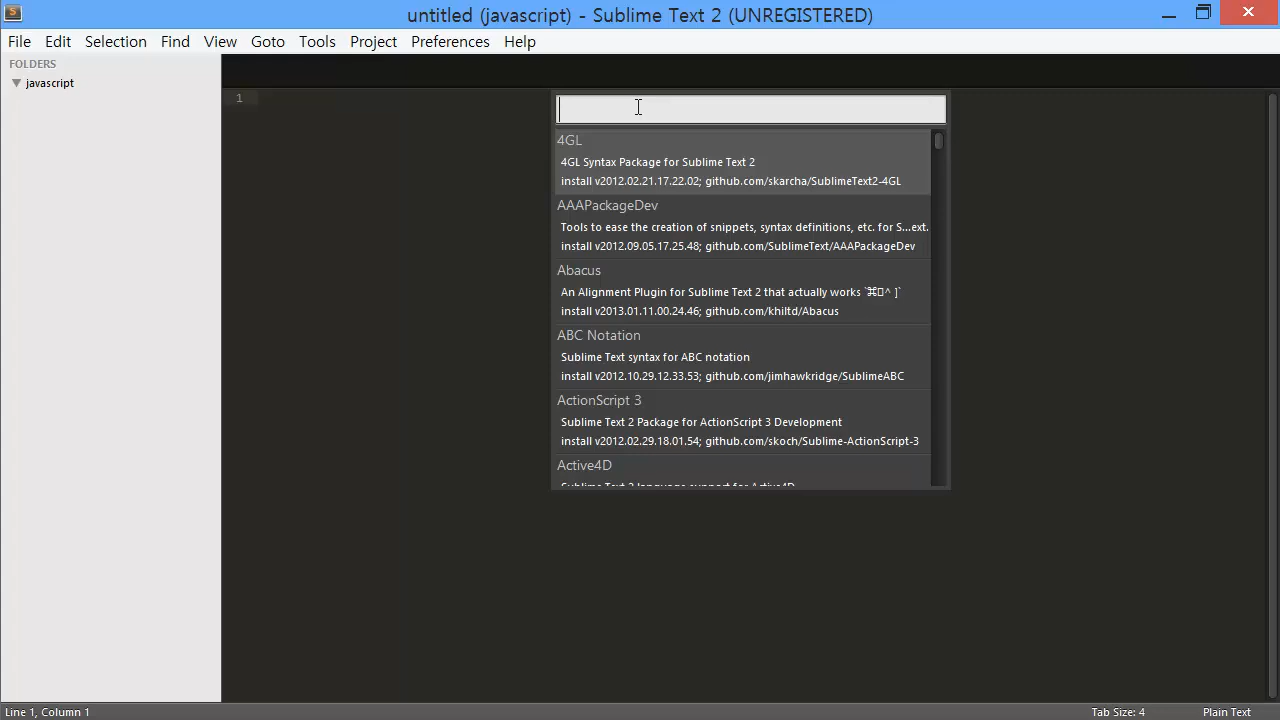 untitled (javascript) - Sublime Text 2 (UNREGISTERED)
File Edit Selection Find View Goto Tools Project Preferences Help
FOLDERS
javascript
1
4GL
4GL Syntax Package for Sublime Text 2
install v2012.02.21.17.22.02; github.com/skarcha/SublimeText2-4GL
AAAPackageDev
Tools to ease the creation of snippets, syntax definitions, etc. for S...ext.
install v2012.09.05.17.25.48; github.com/SublimeText/AAAPackageDev
Abacus
An Alignment Plugin for Sublime Text 2 that actually works `⌘▯^ ]`
install v2013.01.11.00.24.46; github.com/khiltd/Abacus
ABC Notation
Sublime Text syntax for ABC notation
install v2012.10.29.12.33.53; github.com/jimhawkridge/SublimeABC
ActionScript 3
Sublime Text 2 Package for ActionScript 3 Development
install v2012.02.29.18.01.54; github.com/skoch/Sublime-ActionScript-3
Active4D
Sublime Text 2 language support for Active4D
Line 1, Column 1
Tab Size: 4
Plain Text